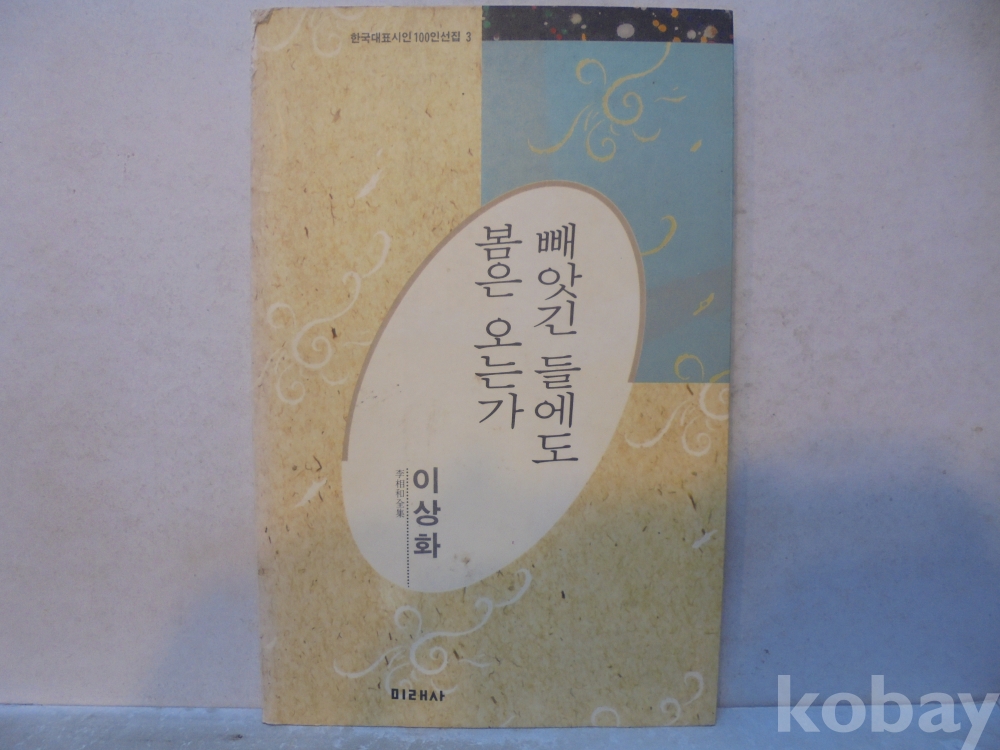 한국대표시인100인선집 3
빼앗긴 들에도
봄은 오는가
이상화
李相和全集
미래사
kobay